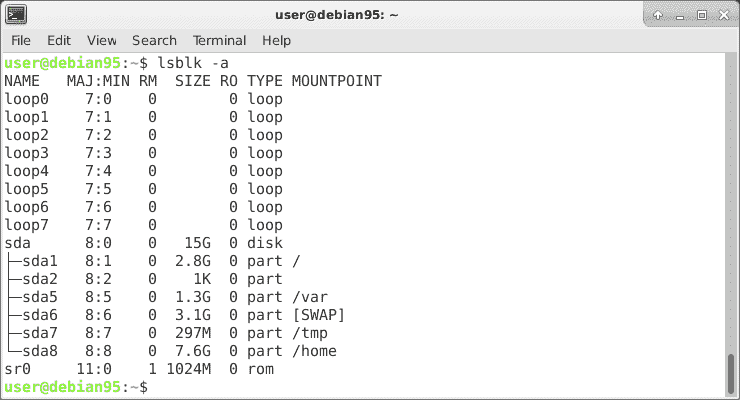 user@debian95: ~
File Edit View Search Terminal Help
user@debian95:~$ lsblk -a
NAME   MAJ:MIN RM  SIZE RO TYPE MOUNTPOINT
loop0    7:0    0        0 loop
loop1    7:1    0        0 loop
loop2    7:2    0        0 loop
loop3    7:3    0        0 loop
loop4    7:4    0        0 loop
loop5    7:5    0        0 loop
loop6    7:6    0        0 loop
loop7    7:7    0        0 loop
sda      8:0    0   15G  0 disk
├─sda1   8:1    0  2.8G  0 part /
├─sda2   8:2    0    1K  0 part
├─sda5   8:5    0  1.3G  0 part /var
├─sda6   8:6    0  3.1G  0 part [SWAP]
├─sda7   8:7    0  297M  0 part /tmp
└─sda8   8:8    0  7.6G  0 part /home
sr0     11:0    1 1024M  0 rom
user@debian95:~$